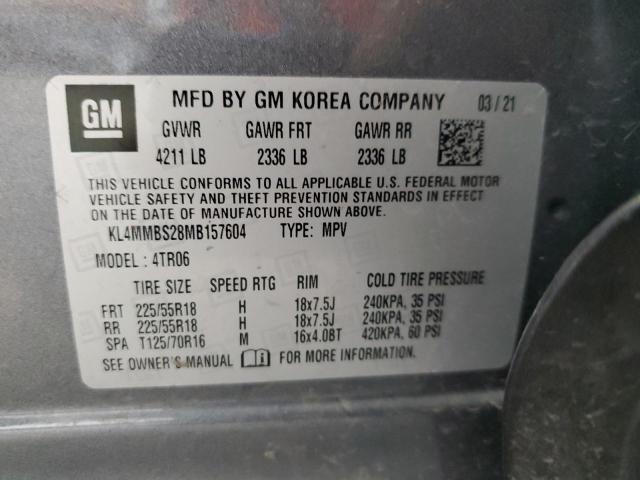 GM MFD BY GM KOREA COMPANY 03/21
GVWR GAWR FRT GAWR RR
4211 LB 2336 LB 2336 LB
THIS VEHICLE CONFORMS TO ALL APPLICABLE U.S. FEDERAL MOTOR
VEHICLE SAFETY AND THEFT PREVENTION STANDARDS IN EFFECT
ON THE DATE OF MANUFACTURE SHOWN ABOVE.
KL4MMBS28MB157604 TYPE: MPV
MODEL: 4TR06
TIRE SIZE SPEED RTG RIM COLD TIRE PRESSURE
FRT 225/55R18 H 18x7.5J 240KPA, 35 PSI
RR 225/55R18 H 18x7.5J 240KPA, 35 PSI
SPA T125/70R16 M 16x4.0BT 420KPA, 60 PSI
SEE OWNER'S MANUAL FOR MORE INFORMATION.